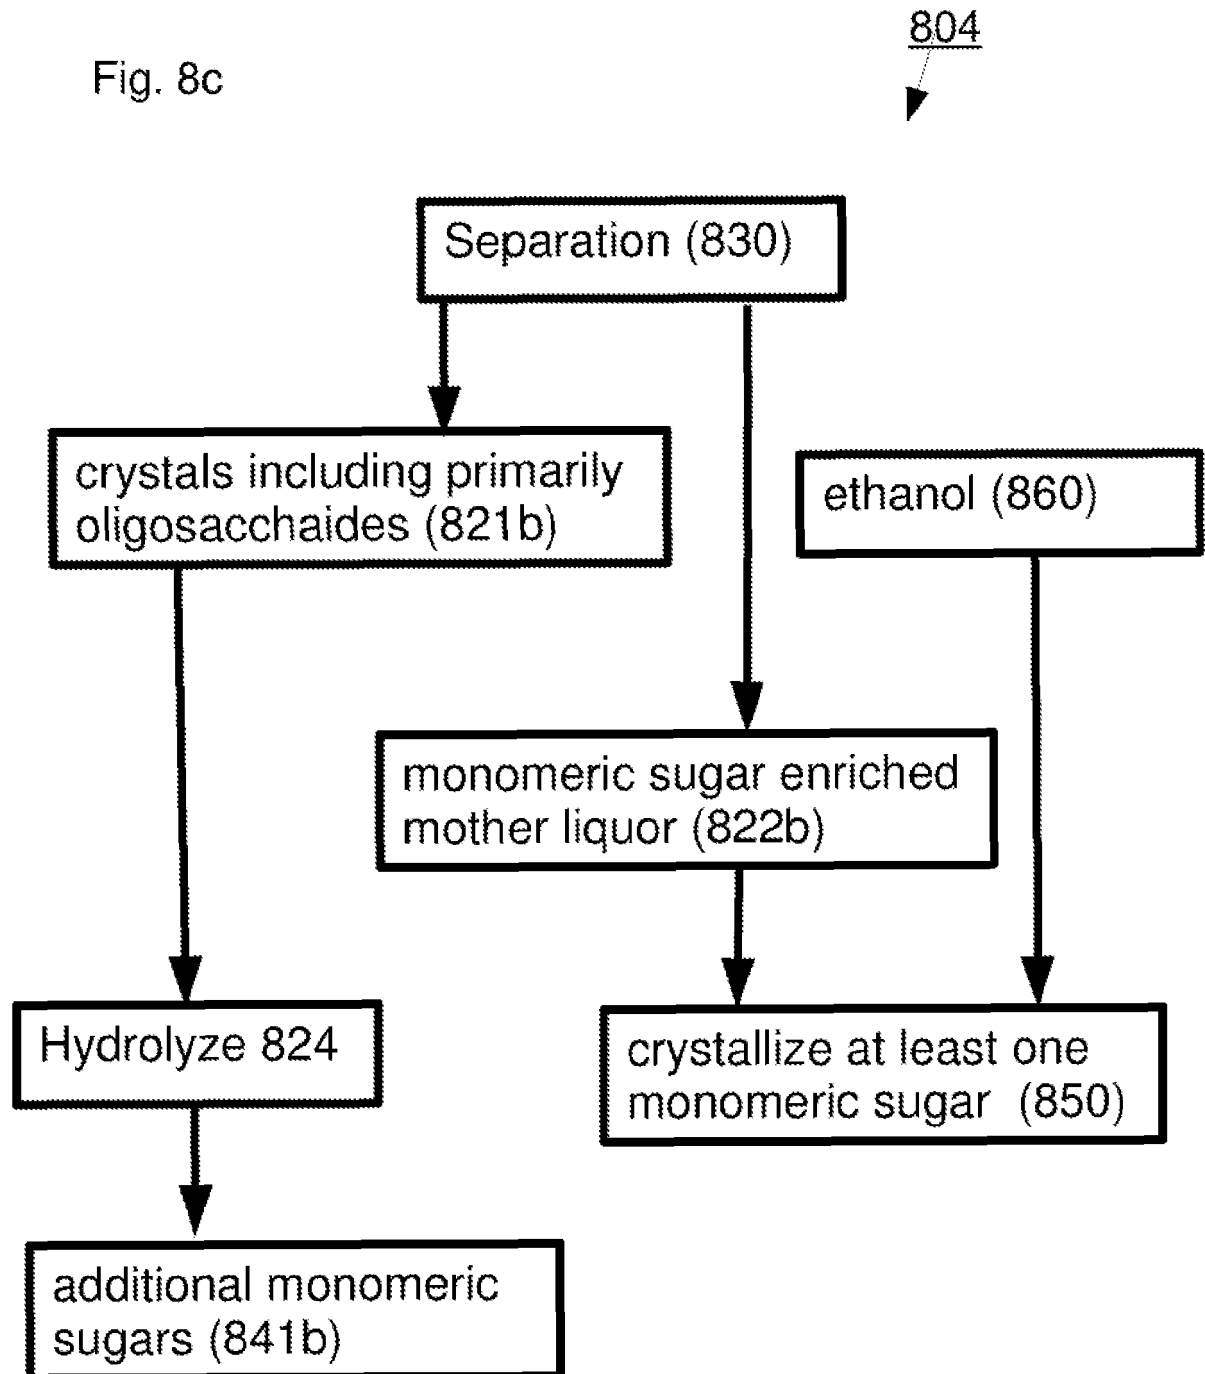 804
Fig. 8c
Separation (830)
crystals including primarily
oligosacchaides (821b)
ethanol (860)
monomeric sugar enriched
mother liquor (822b)
Hydrolyze 824
crystallize at least one
monomeric sugar (850)
additional monomeric
sugars (841b)